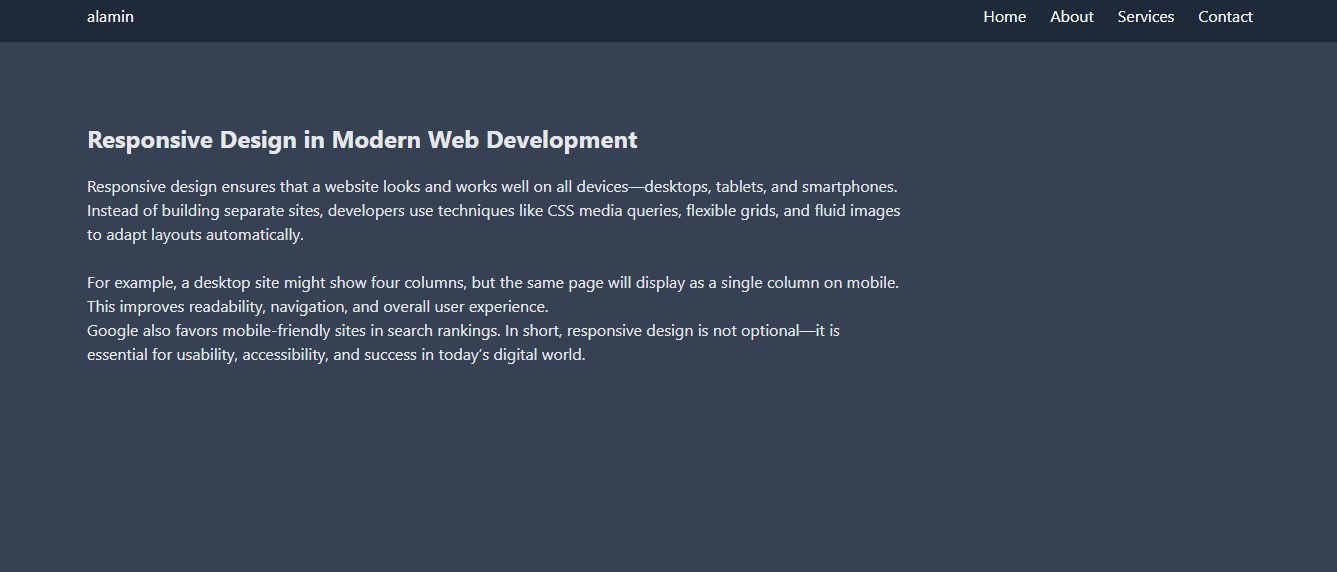 alamin
Home About Services Contact
Responsive Design in Modern Web Development
Responsive design ensures that a website looks and works well on all devices—desktops, tablets, and smartphones.
Instead of building separate sites, developers use techniques like CSS media queries, flexible grids, and fluid images
to adapt layouts automatically.
For example, a desktop site might show four columns, but the same page will display as a single column on mobile.
This improves readability, navigation, and overall user experience.
Google also favors mobile-friendly sites in search rankings. In short, responsive design is not optional—it is
essential for usability, accessibility, and success in today’s digital world.